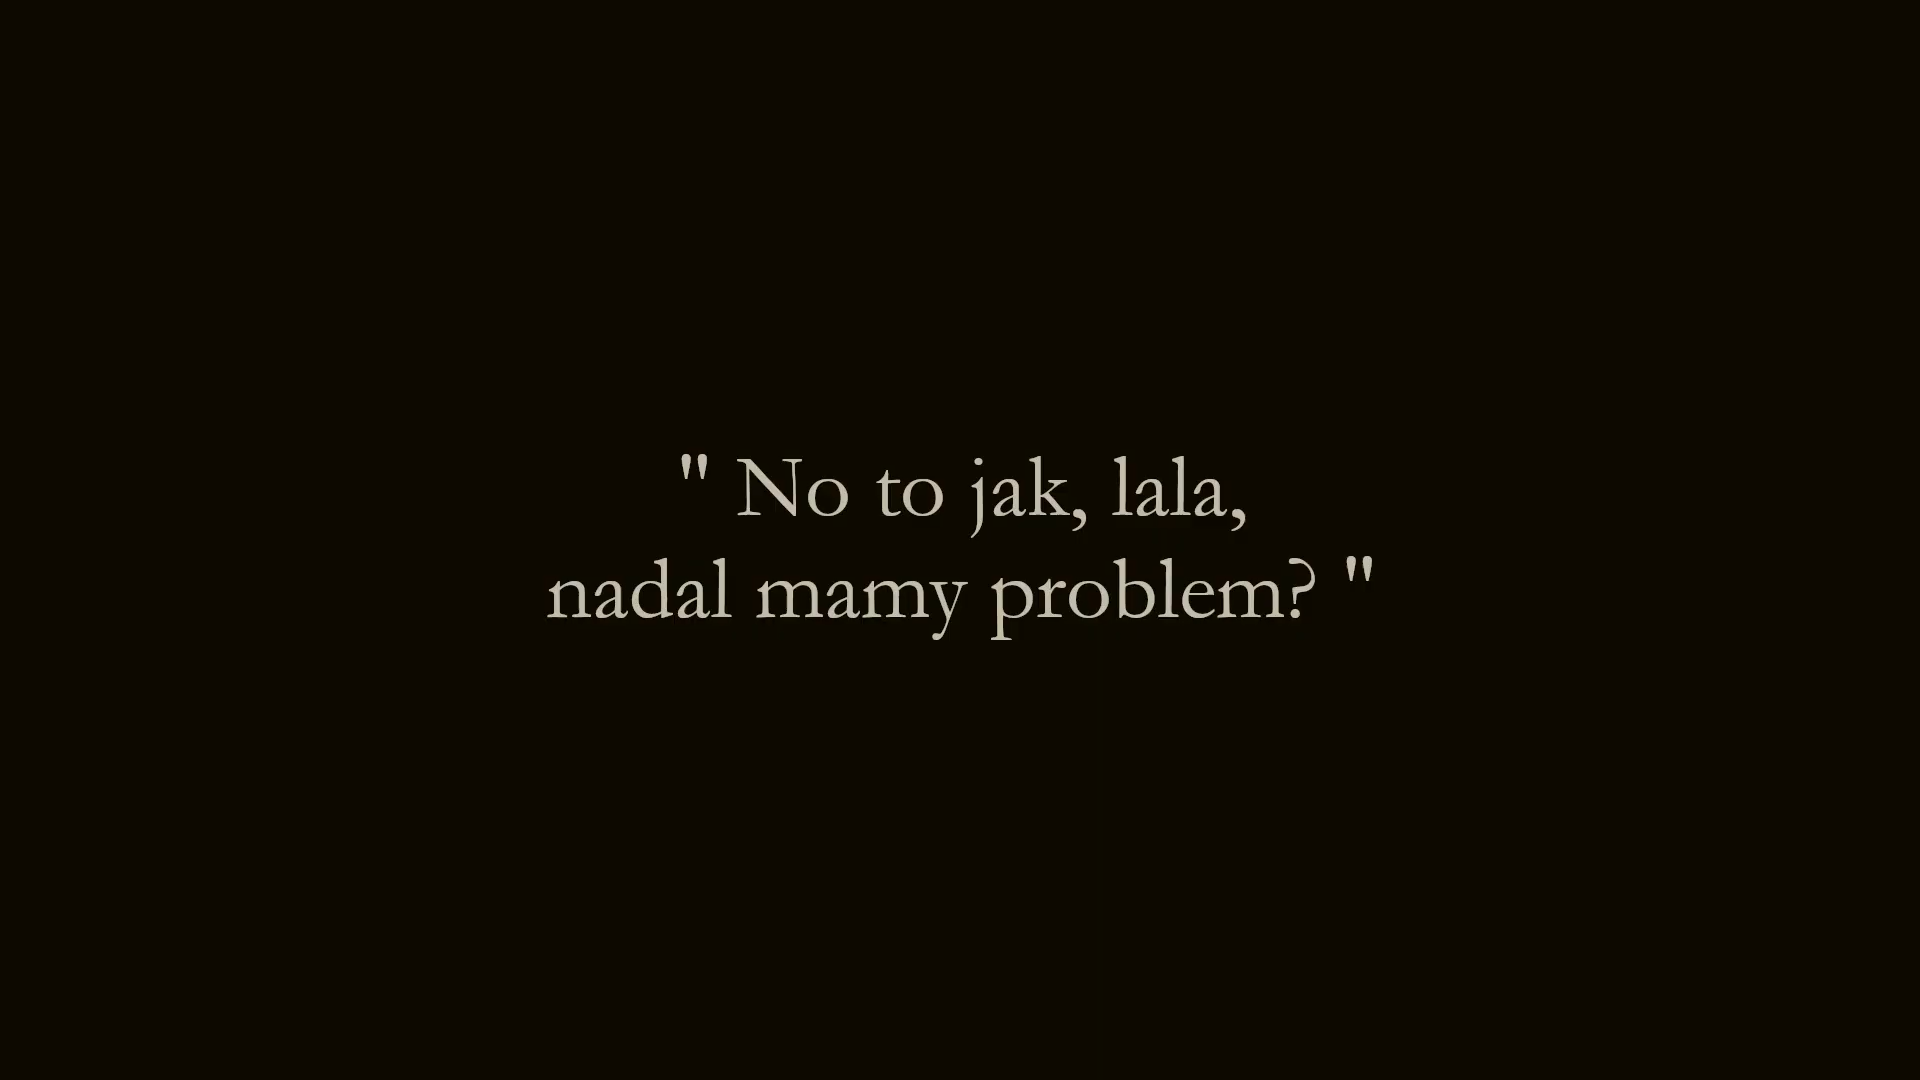 " No to jak, lala,
nadal mamy problem? "